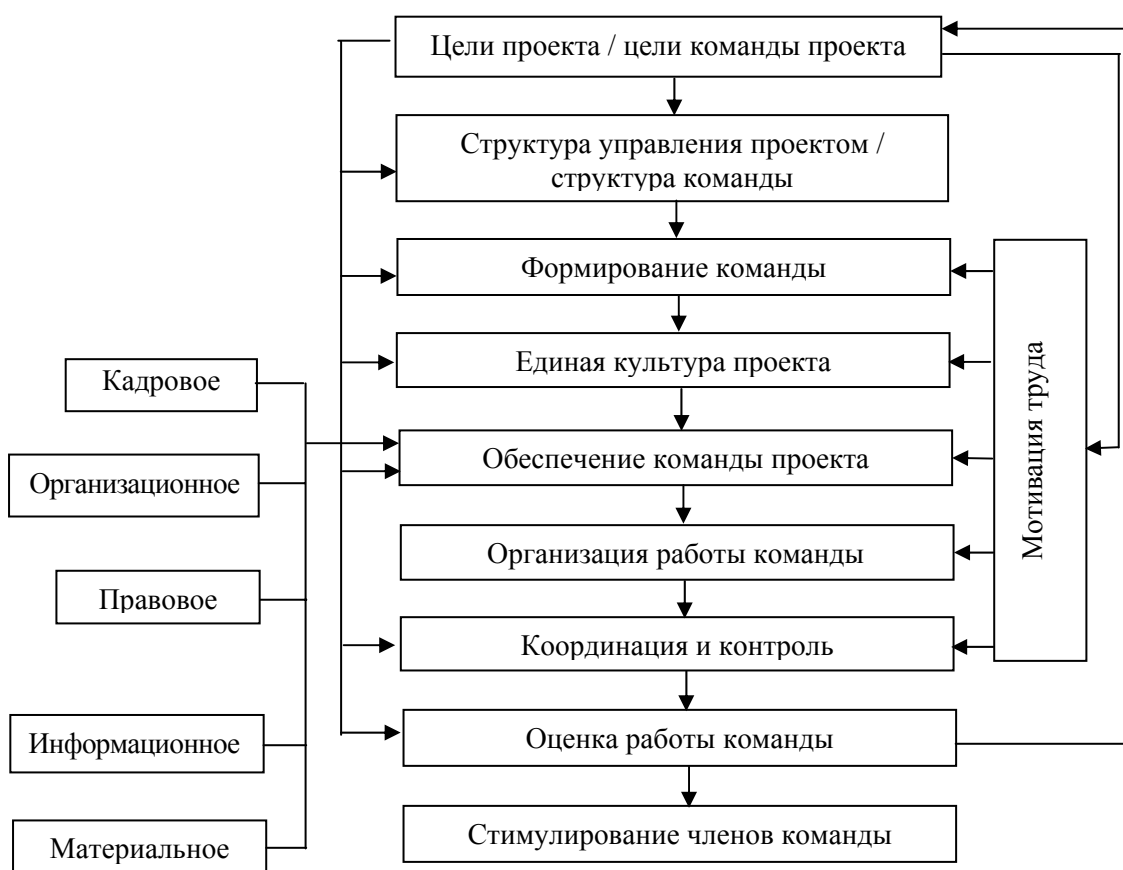 Цели проекта / цели команды проекта
Структура управления проектом /
структура команды
Формирование команды
Единая культура проекта
Обеспечение команды проекта
Организация работы команды
Координация и контроль
Оценка работы команды
Стимулирование членов команды
Кадровое
Организационное
Правовое
Информационное
Материальное
Мотивация труда